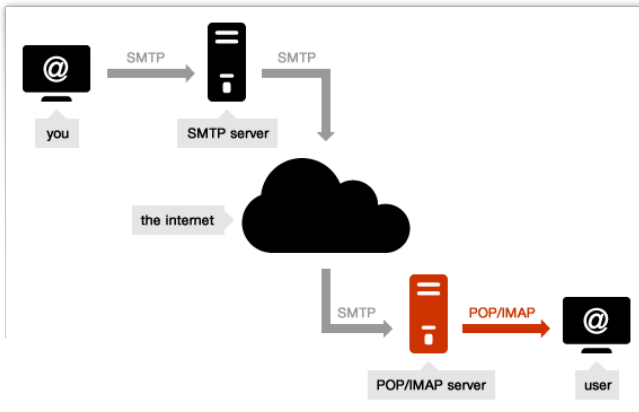 @
SMTP
SMTP
you
SMTP server
the internet
SMTP
POP/IMAP
@
POP/IMAP server
user